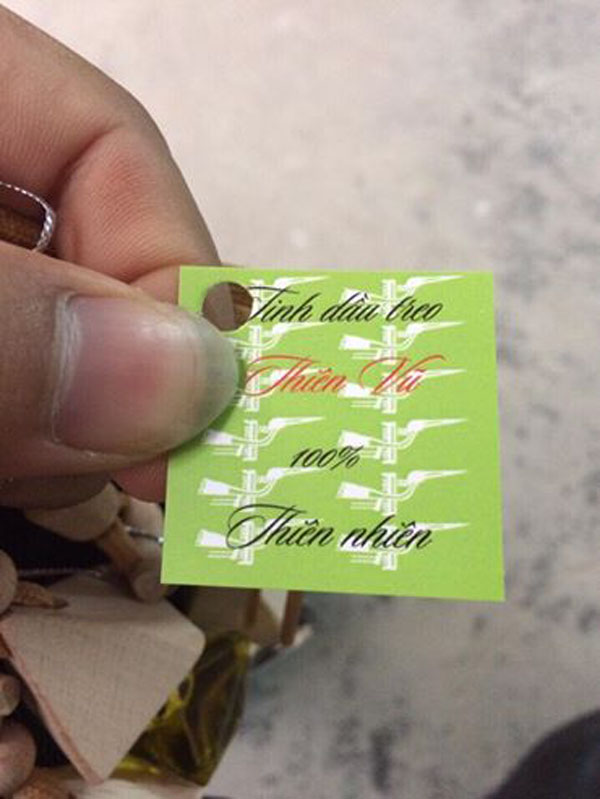 Tinh dầu treo
Thiên Vũ
100%
Thiên nhiên